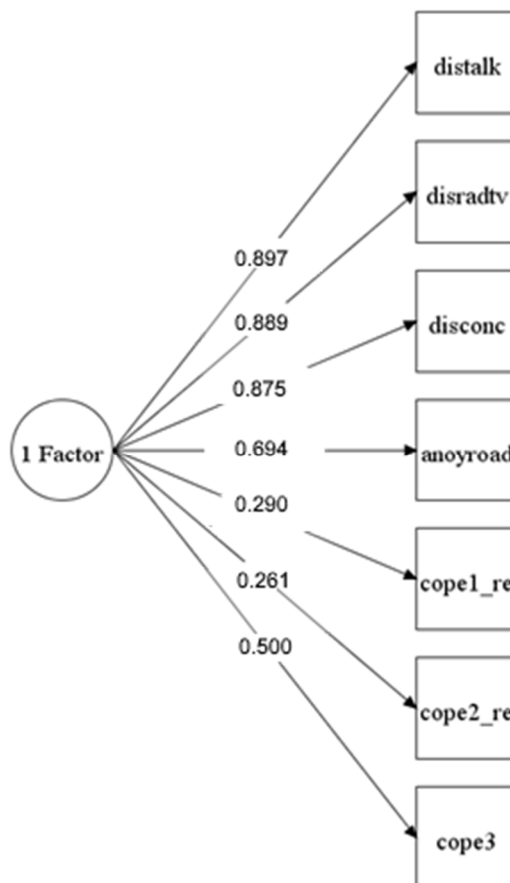 distalk
disradtv
disconc
1 Factor
anoyroad
cope1_re
cope2_re
cope3
0.897
0.889
0.875
0.694
0.290
0.261
0.500